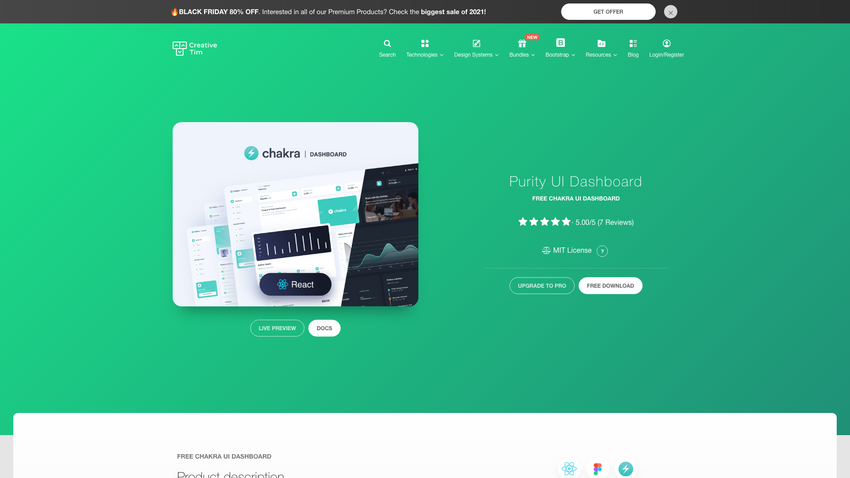 🔥BLACK FRIDAY 80% OFF. Interested in all of our Premium Products? Check the biggest sale of 2021!
GET OFFER
Creative
Tim
NEW
Search
Technologies
Design Systems
Bundles
Bootstrap
Resources
Blog
Login/Register
chakra | DASHBOARD
React
LIVE PREVIEW
DOCS
Purity UI Dashboard
FREE CHAKRA UI DASHBOARD
5.00/5 (7 Reviews)
MIT License ?
UPGRADE TO PRO
FREE DOWNLOAD
FREE CHAKRA UI DASHBOARD
Product description